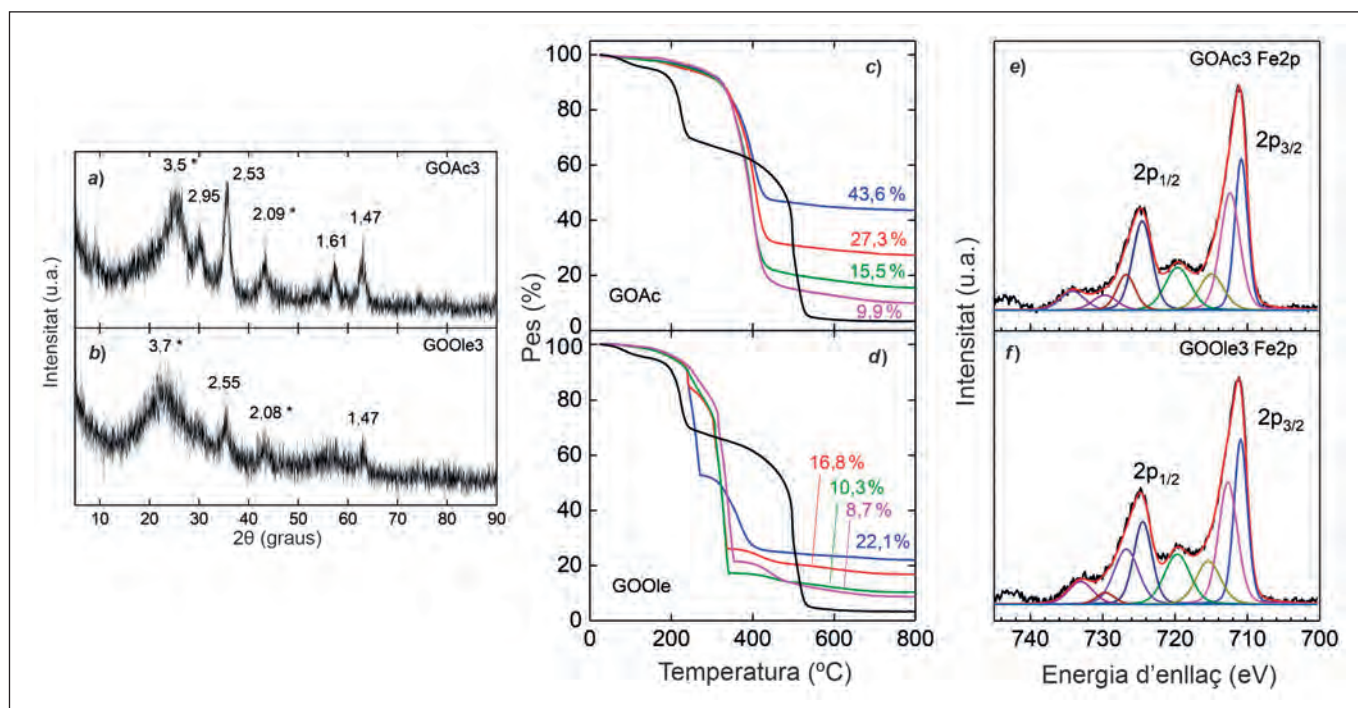 a)
GOAc3
3.5 *
2.53
2.95
2.09 *
1.61
1.47
b)
GOOle3
3.7 *
2.55
2.08 *
1.47
Intensitat (u.a.)
10 20 30 40 50 60 70 80 90
2θ (graus)
Pes (%)
100
80
60
40
20
0
c)
43,6 %
27,3 %
15,5 %
9,9 %
GOAc
100
80
60
40
20
0
d)
16,8 %
10,3 %
8,7 %
22,1%
GOOle
0 200 400 600 800
Temperatura (ºC)
Intensitat (u.a.)
e)
GOAc3 Fe2p
2p3/2
2p1/2
f)
GOOle3 Fe2p
2p3/2
2p1/2
740 730 720 710 700
Energia d'enllaç (eV)